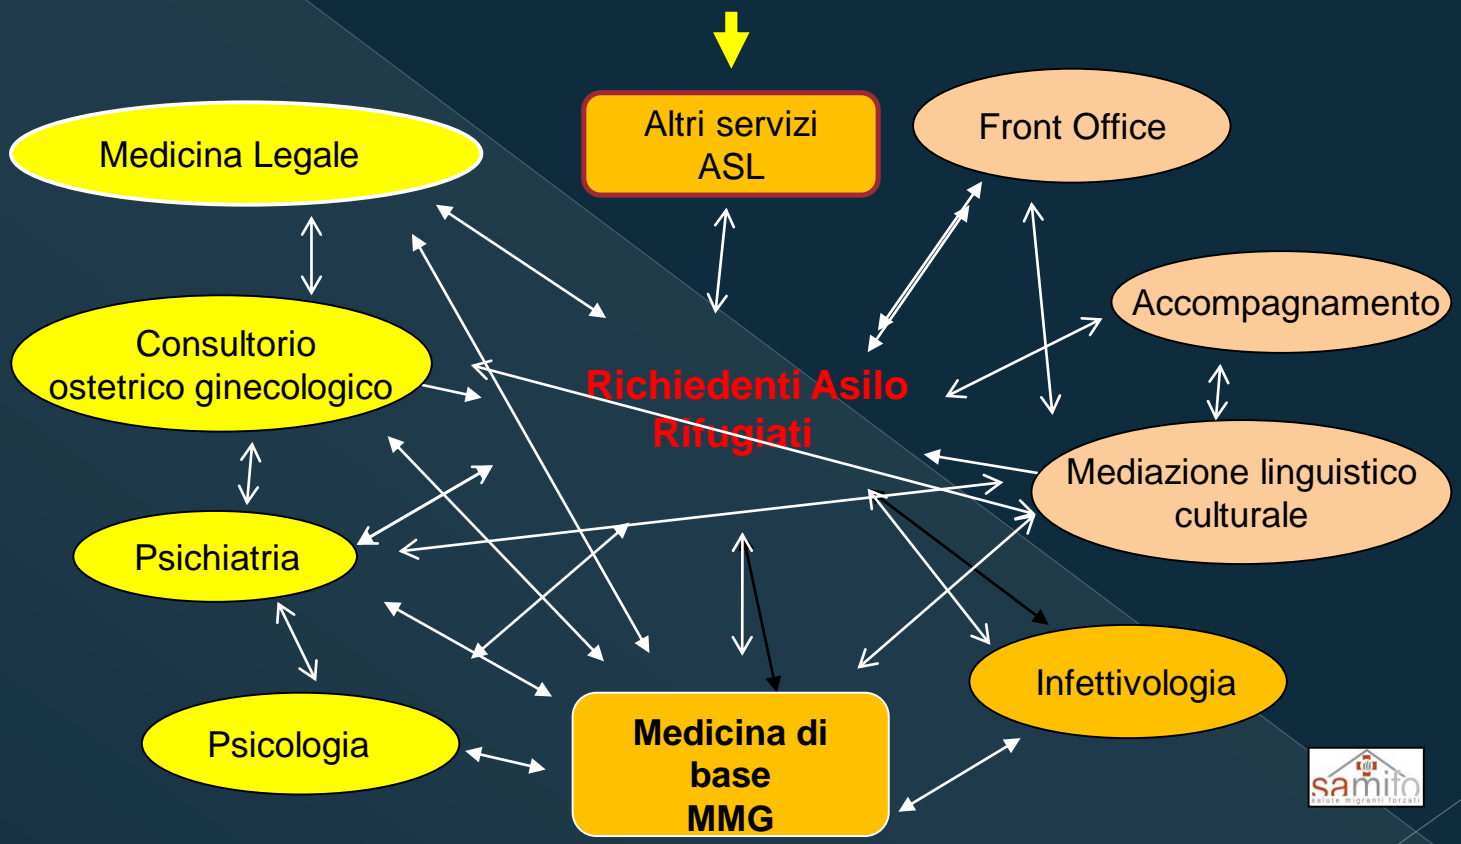 Altri servizi
ASL
Front Office
Medicina Legale
Accompagnamento
Consultorio
ostetrico ginecologico
Richiedenti Asilo
Rifugiati
Mediazione linguistico
culturale
Psichiatria
Infettivologia
Psicologia
Medicina di
base
MMG
samifo
salute migranti forzati